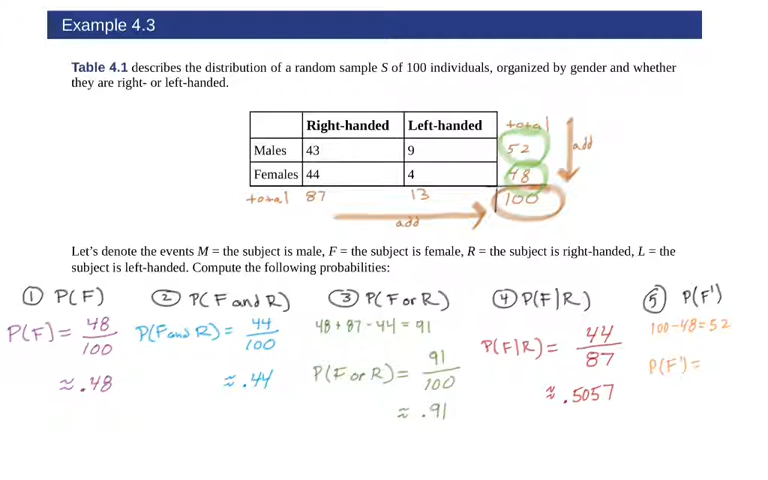 Example 4.3
Table 4.1 describes the distribution of a random sample S of 100 individuals, organized by gender and whether
they are right- or left-handed.
Right-handed Left-handed total
Males 43 9 52
add
Females 44 4 48
total 87 13 100
add
Let's denote the events M = the subject is male, F = the subject is female, R = the subject is right-handed, L = the
subject is left-handed. Compute the following probabilities:
① P(F) ② P(F and R) ③ P(F or R) ④ P(F|R) ⑤ P(F')
P(F) = 48/100 P(F and R) = 44/100 48 + 87 - 44 = 91 P(F|R) = 44/87 100-48=52
≈ .48 ≈ .44 P(F or R) = 91/100 ≈ .5057 P(F') =
≈ .91